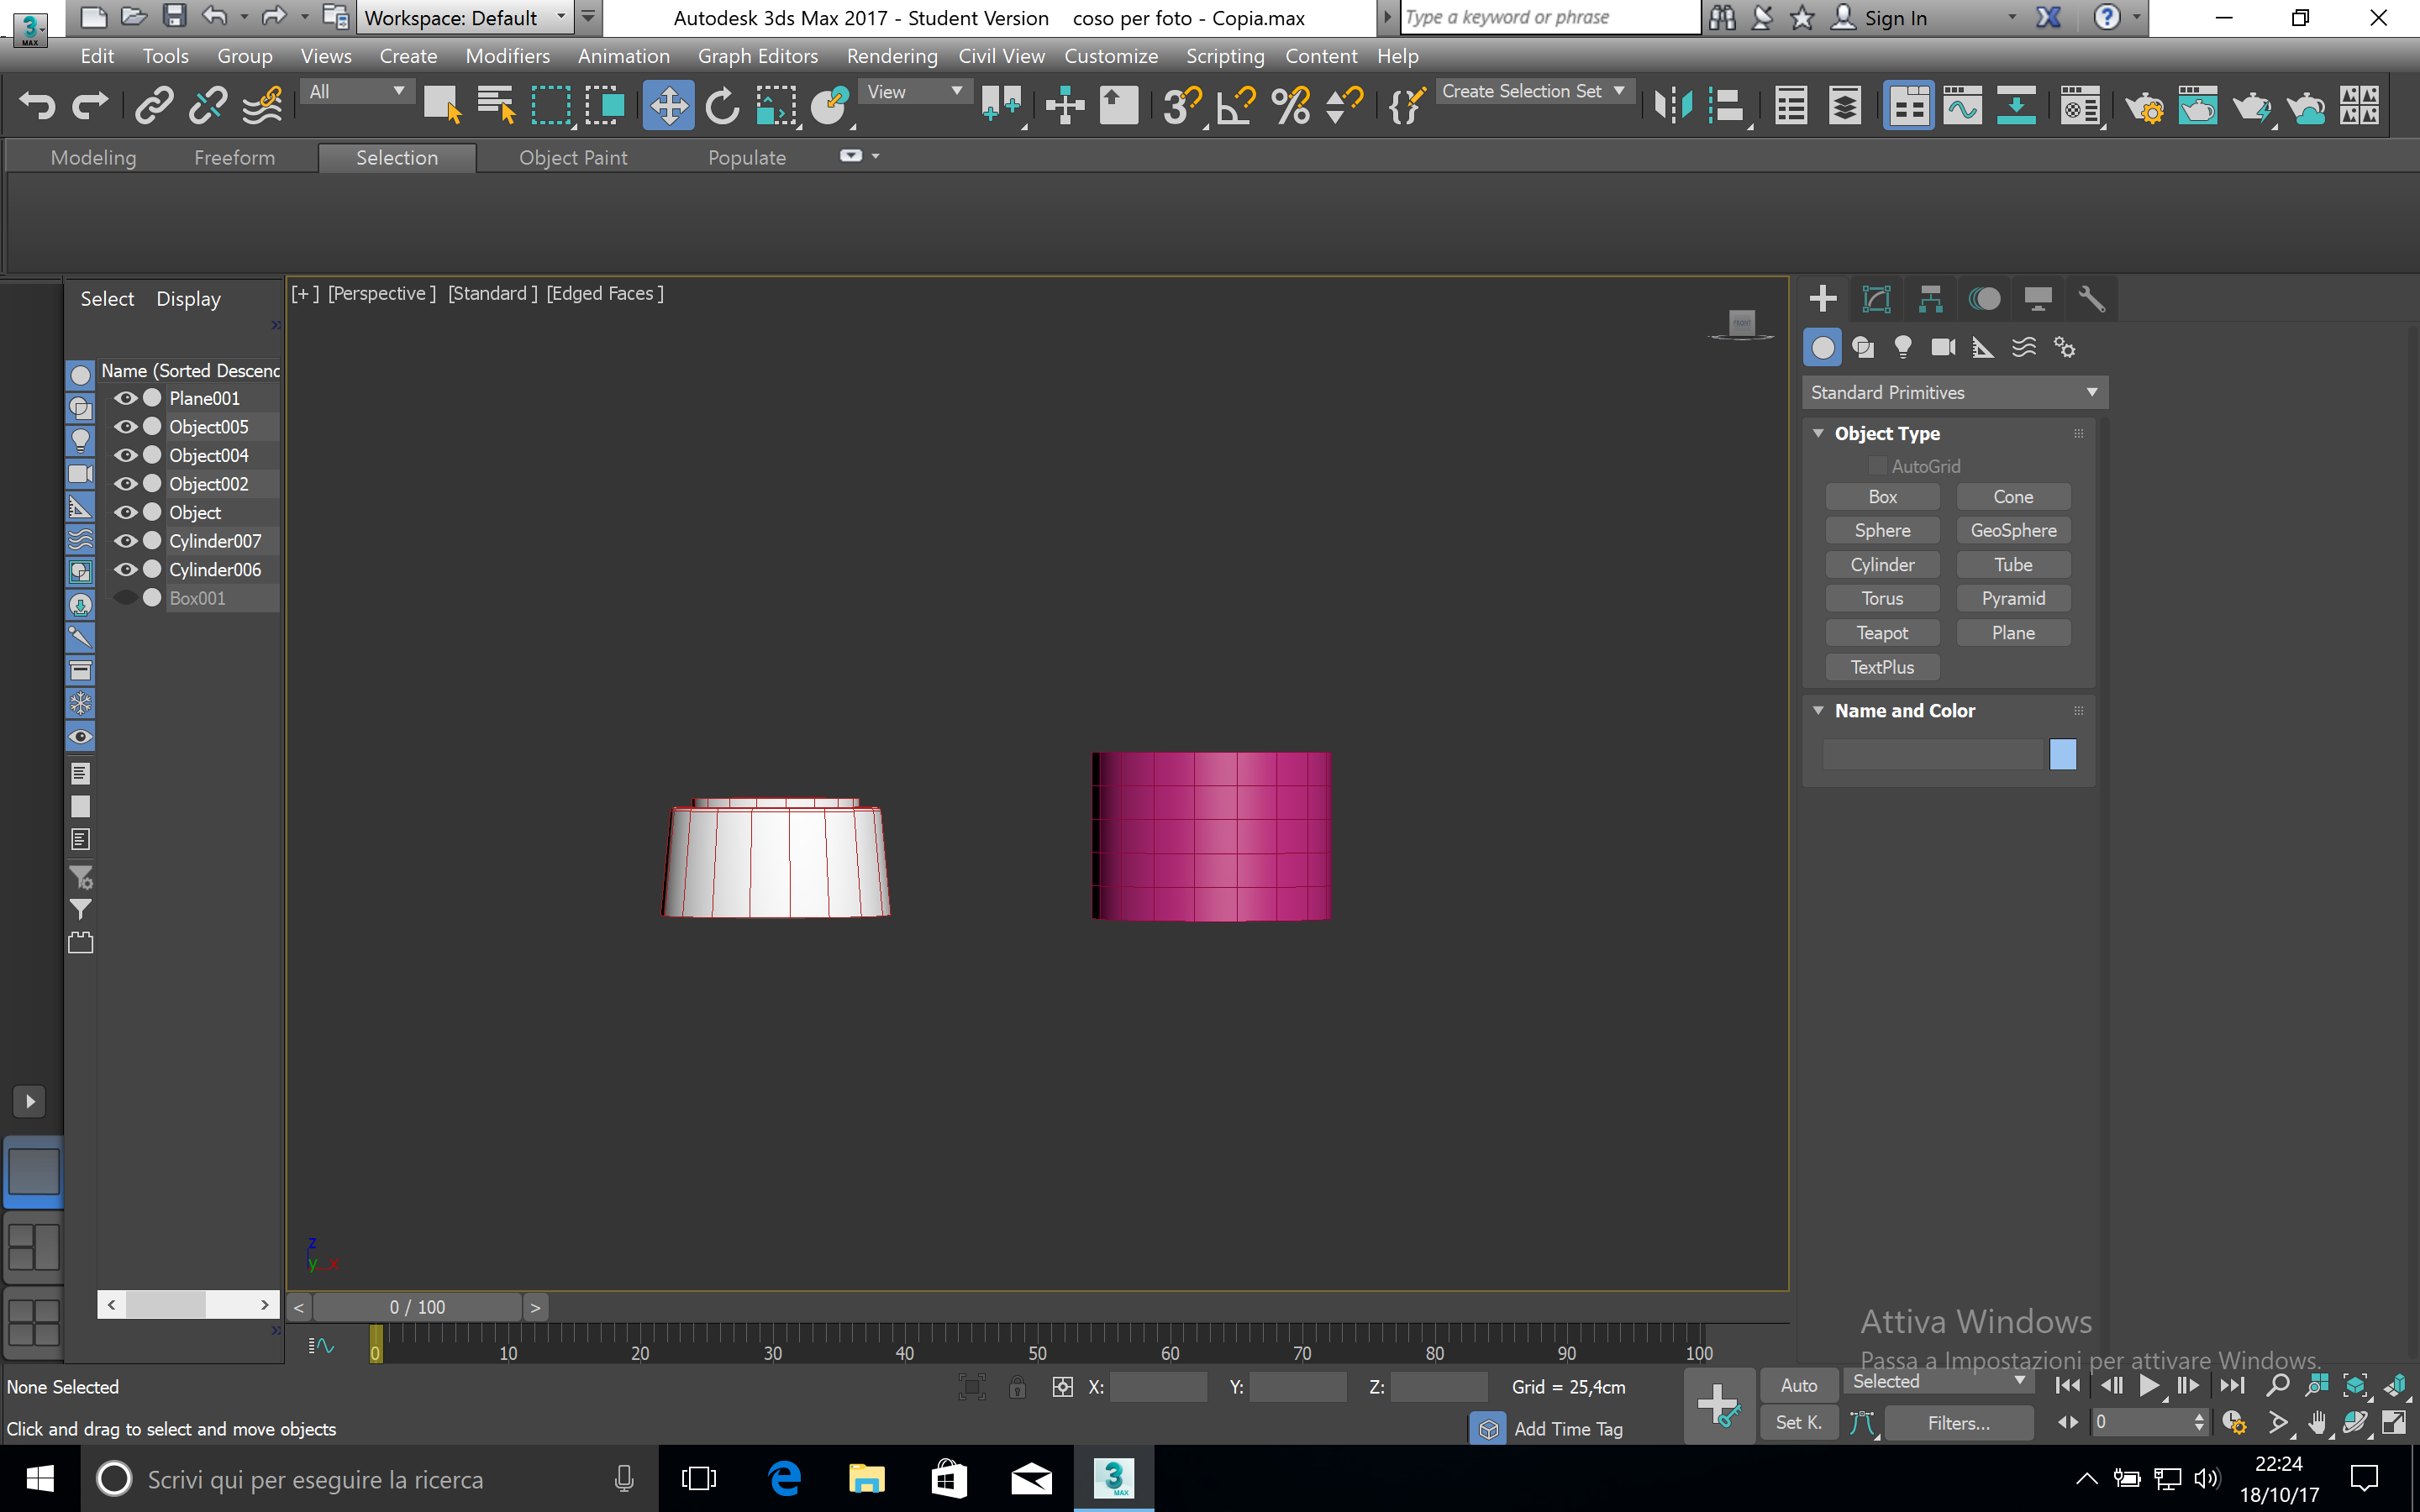 Workspace: Default
Autodesk 3ds Max 2017 - Student Version    coso per foto - Copia.max
Type a keyword or phrase
Sign In
3
MAX
Edit Tools Group Views Create Modifiers Animation Graph Editors Rendering Civil View Customize Scripting Content Help
All
View
Create Selection Set
Modeling Freeform Selection Object Paint Populate
Select Display
[+] [Perspective] [Standard] [Edged Faces]
FRONT
Name (Sorted Descenc
Plane001
Object005
Object004
Object002
Object
Cylinder007
Cylinder006
Box001
Standard Primitives
Object Type
AutoGrid
Box Cone
Sphere GeoSphere
Cylinder Tube
Torus Pyramid
Teapot Plane
TextPlus
Name and Color
z
y x
< 0 / 100 >
0 10 20 30 40 50 60 70 80 90 100
Attiva Windows
Passa a Impostazioni per attivare Windows.
None Selected
X: Y: Z: Grid = 25,4cm
Auto Selected
Click and drag to select and move objects
Add Time Tag
Set K. Filters... 0
Scrivi qui per eseguire la ricerca
3
MAX
22:24
18/10/17